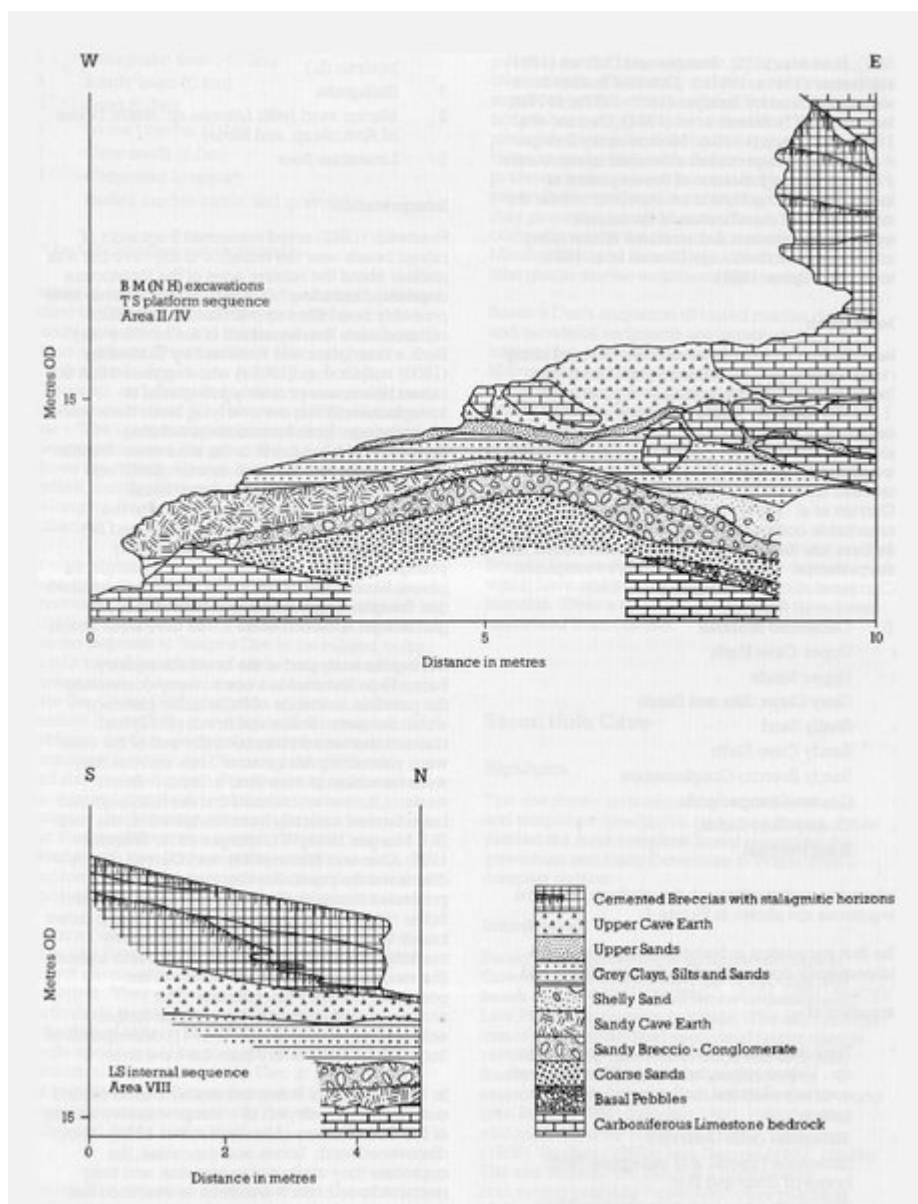 W
E
B M (N H) excavations
T S platform sequence
Area II/IV
Metres OD
15
0
5
10
Distance in metres
S
N
Metres OD
LS internal sequence
Area VIII
15
0
2
4
Distance in metres
Cemented Breccias with stalagmitic horizons
Upper Cave Earth
Upper Sands
Grey Clays, Silts and Sands
Shelly Sand
Sandy Cave Earth
Sandy Breccio - Conglomerate
Coarse Sands
Basal Pebbles
Carboniferous Limestone bedrock